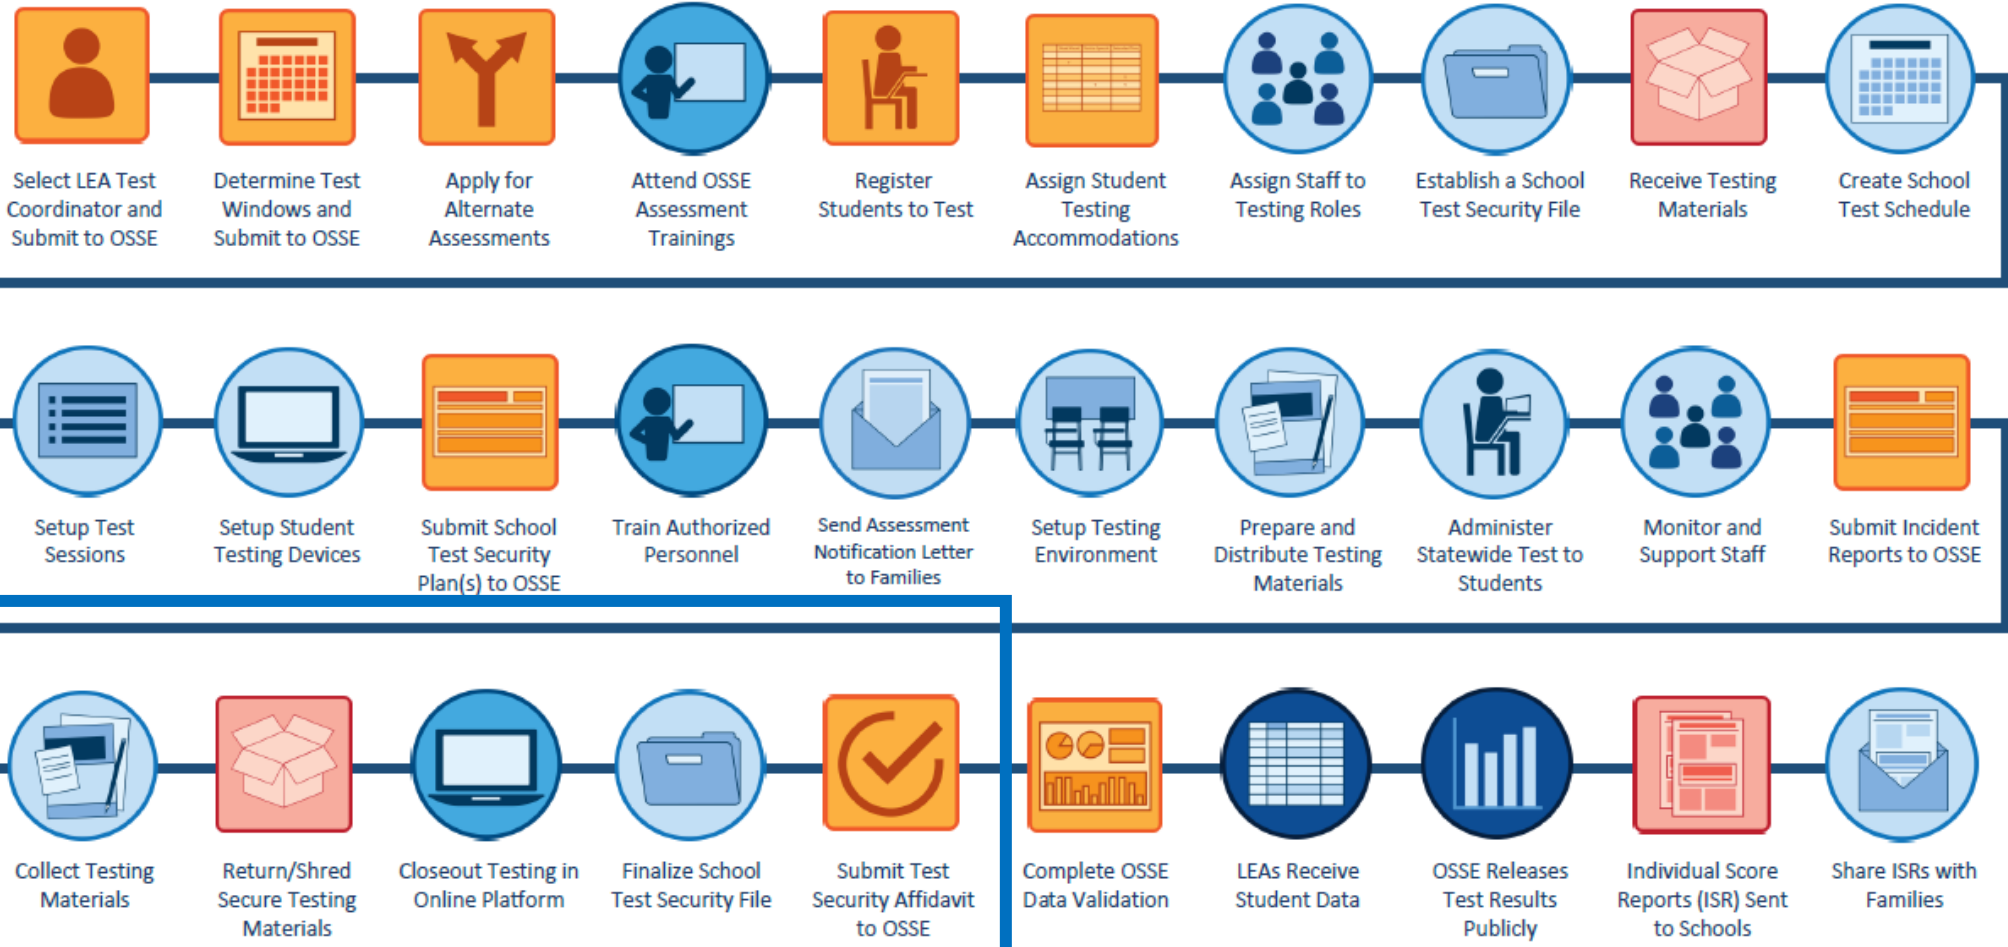 Select LEA Test
Coordinator and
Submit to OSSE
Determine Test
Windows and
Submit to OSSE
Apply for
Alternate
Assessments
Attend OSSE
Assessment
Trainings
Register
Students to Test
Assign Student
Testing
Accommodations
Assign Staff to
Testing Roles
Establish a School
Test Security File
Receive Testing
Materials
Create School
Test Schedule
Setup Test
Sessions
Setup Student
Testing Devices
Submit School
Test Security
Plan(s) to OSSE
Train Authorized
Personnel
Send Assessment
Notification Letter
to Families
Setup Testing
Environment
Prepare and
Distribute Testing
Materials
Administer
Statewide Test to
Students
Monitor and
Support Staff
Submit Incident
Reports to OSSE
Collect Testing
Materials
Return/Shred
Secure Testing
Materials
Closeout Testing in
Online Platform
Finalize School
Test Security File
Submit Test
Security Affidavit
to OSSE
Complete OSSE
Data Validation
LEAs Receive
Student Data
OSSE Releases
Test Results
Publicly
Individual Score
Reports (ISR) Sent
to Schools
Share ISRs with
Families